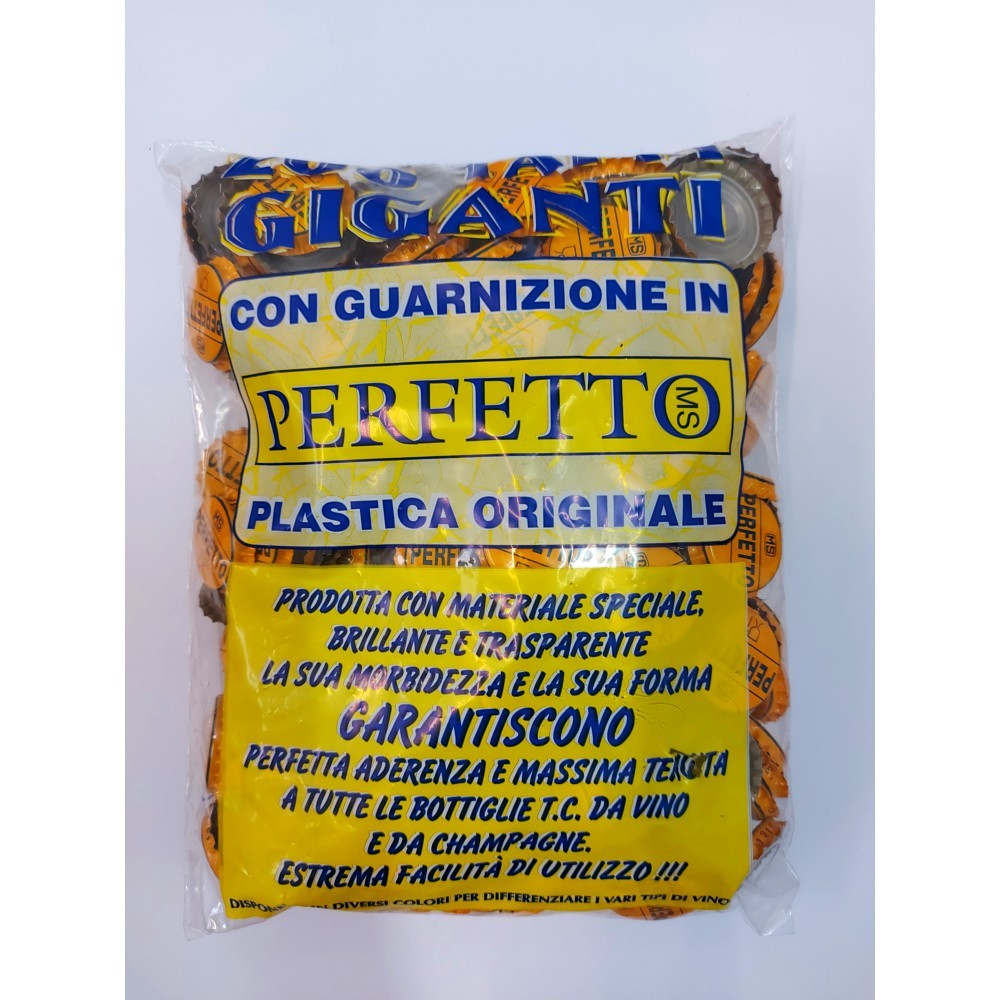 GIGANTI
CON GUARNIZIONE IN
PERFETTO
MS
PLASTICA ORIGINALE
PRODOTTA CON MATERIALE SPECIALE,
BRILLANTE E TRASPARENTE
LA SUA MORBIDEZZA E LA SUA FORMA
GARANTISCONO
PERFETTA ADERENZA E MASSIMA TENUTA
A TUTTE LE BOTTIGLIE T.C. DA VINO
E DA CHAMPAGNE.
ESTREMA FACILITÀ DI UTILIZZO !!!
DIVERSI COLORI PER DIFFERENZIARE I VARI TIPI DI VINO